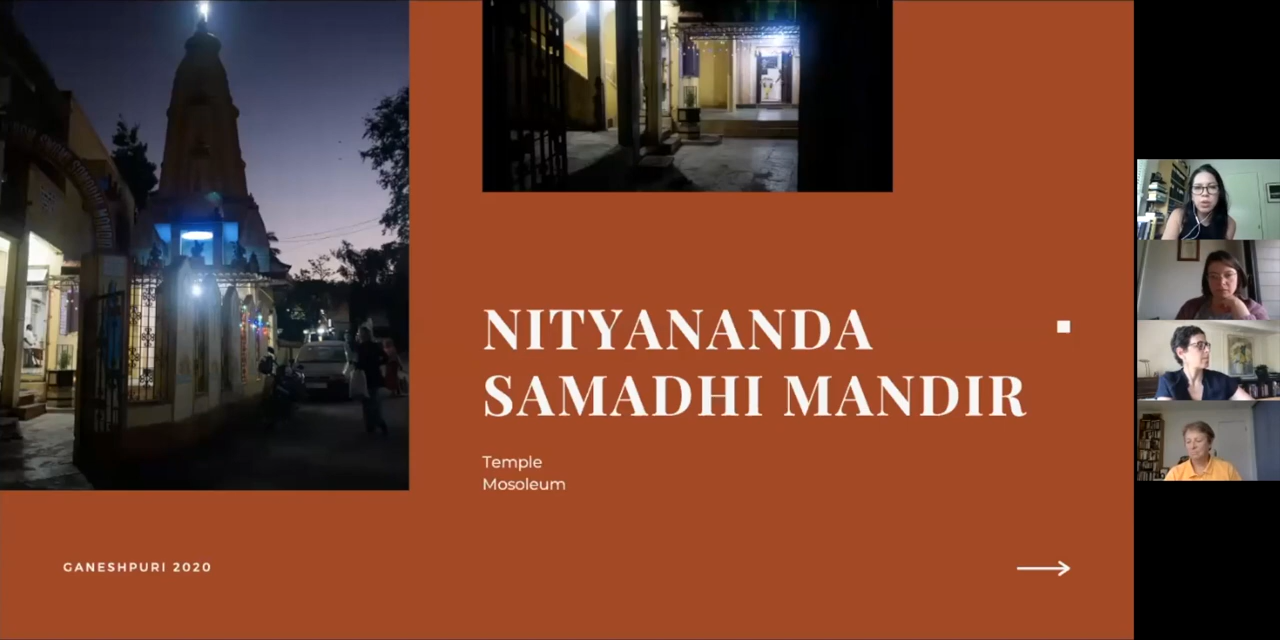 NITYANANDA
SAMADHI MANDIR
Temple
Mosoleum
GANESHPURI 2020